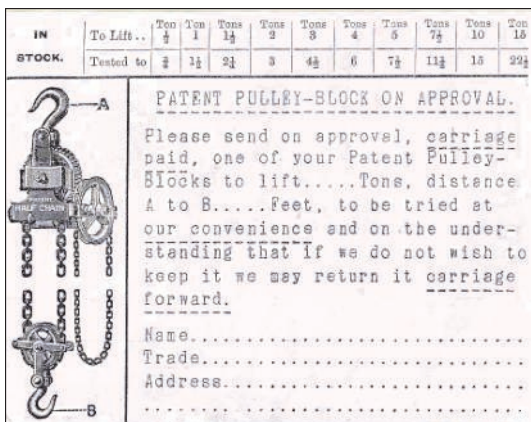 IN STOCK.
To Lift.. Ton ½ Ton 1 Tons 1½ Tons 2 Tons 3 Tons 4 Tons 5 Tons 7½ Tons 10 Ton 15
Tested to ¾ 1½ 2¼ 3 4½ 6 7½ 11¼ 15 22½
A
HALF CHAIN
B
PATENT PULLEY-BLOCK ON APPROVAL.
Please send on approval, carriage
paid, one of your Patent Pulley-
Blocks to lift.....Tons, distance
A to B.....Feet, to be tried at
our convenience and on the under-
standing that if we do not wish to
keep it we may return it carriage
forward.
Name..............................
Trade.............................
Address...........................
..................................